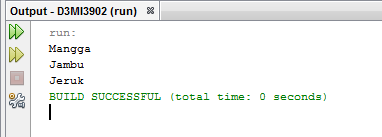 Output - D3MI3902 (run)
run:
Mangga
Jambu
Jeruk
BUILD SUCCESSFUL (total time: 0 seconds)